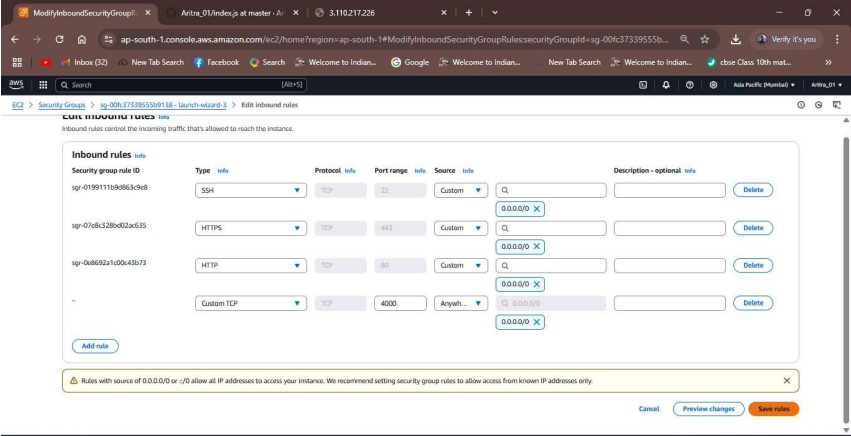 ModifyInboundSecurityGroupR
Aritra_01/index.js at master · Ari
3.110.217.226
ap-south-1.console.aws.amazon.com/ec2/home?region=ap-south-1#ModifyInboundSecurityGroupRules:securityGroupId=sg-00fc37339555b...
Verify it's you
Inbox (32) New Tab Search Facebook Search Welcome to Indian... Google Welcome to Indian... New Tab Search Welcome to Indian... cbse Class 10th mat...
aws Search [Alt+S] Asia Pacific (Mumbai) Aritra_01
EC2 > Security Groups > sg-00fc37339555b9138 - launch-wizard-3 > Edit inbound rules
Edit inbound rules Info
Inbound rules control the incoming traffic that's allowed to reach the instance.
Inbound rules Info
Security group rule ID Type Info Protocol Info Port range Info Source Info Description - optional Info
sgr-0199111b9d863c9e8 SSH TCP 22 Custom Delete
0.0.0.0/0 X
sgr-07e8c328bd02ac635 HTTPS TCP 443 Custom Delete
0.0.0.0/0 X
sgr-0e8692a1c00c43b73 HTTP TCP 80 Custom Delete
0.0.0.0/0 X
– Custom TCP TCP 4000 Anywh... 0.0.0.0/0 Delete
0.0.0.0/0 X
Add rule
Rules with source of 0.0.0.0/0 or ::/0 allow all IP addresses to access your instance. We recommend setting security group rules to allow access from known IP addresses only.
Cancel Preview changes Save rules